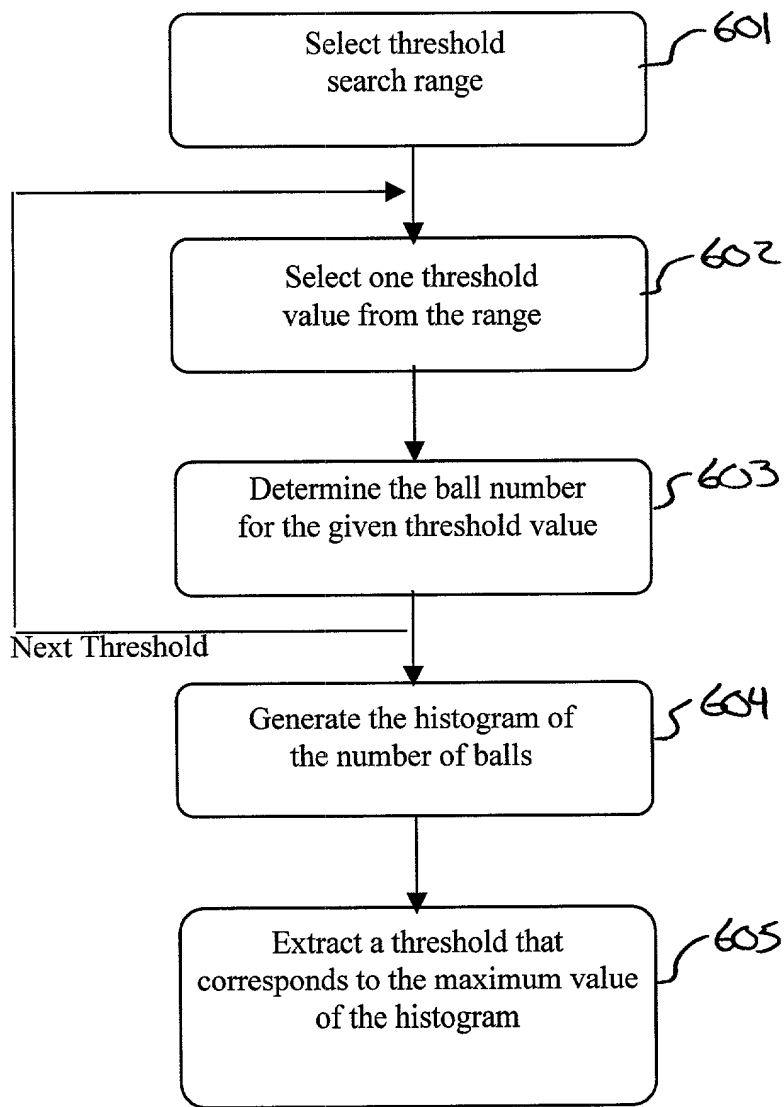 Select threshold
search range
601
Select one threshold
value from the range
602
Determine the ball number
for the given threshold value
603
Next Threshold
Generate the histogram of
the number of balls
604
Extract a threshold that
corresponds to the maximum value
of the histogram
605